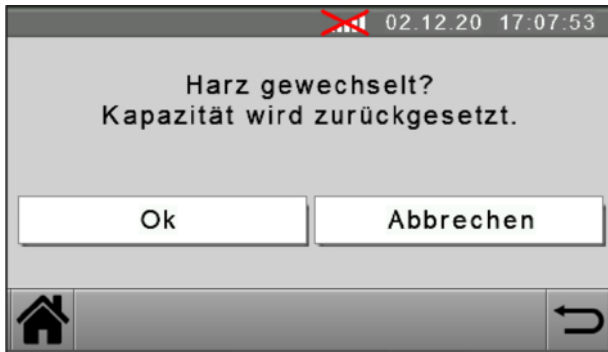 02.12.20 17:07:53
Harz gewechselt?
Kapazität wird zurückgesetzt.
Ok
Abbrechen